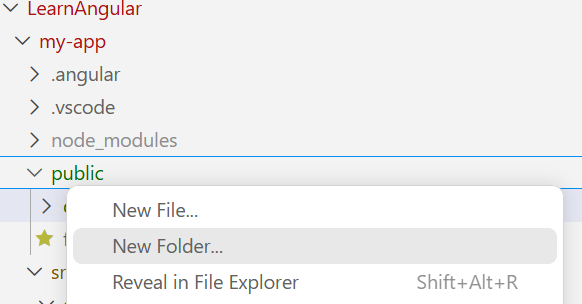 LearnAngular
my-app
.angular
.vscode
node_modules
public
New File...
New Folder...
Reveal in File Explorer Shift+Alt+R